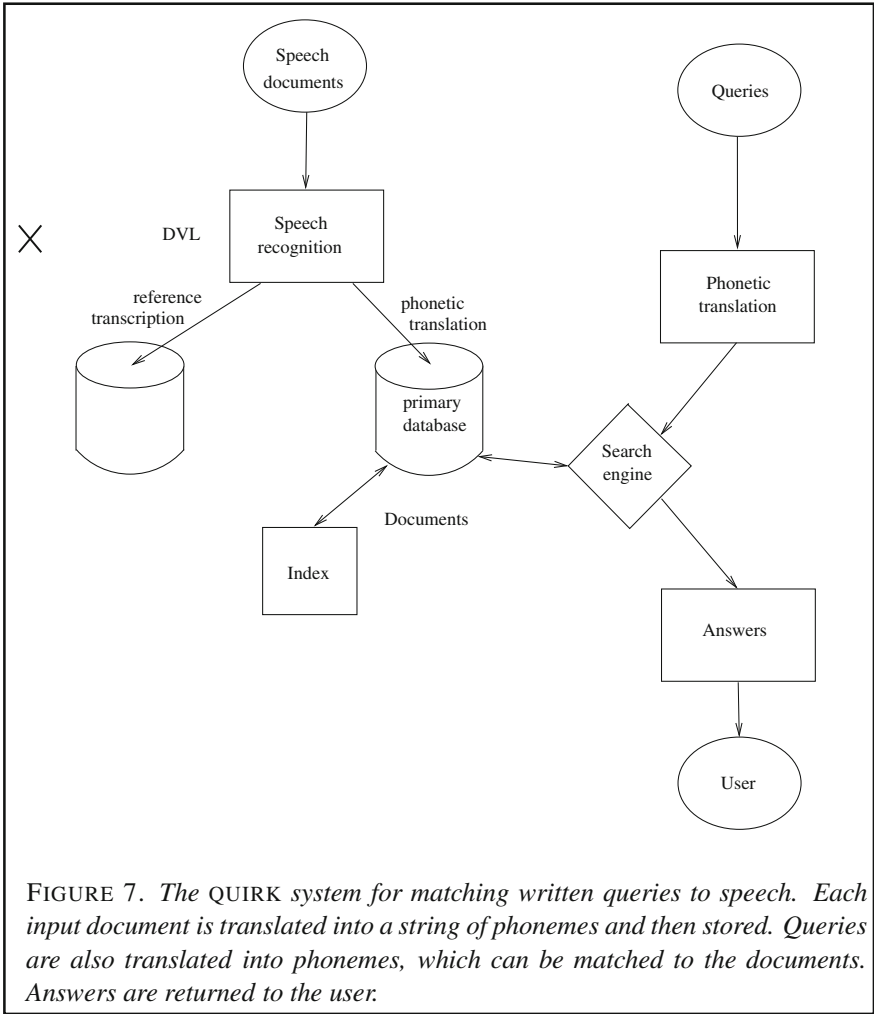 Speech
documents
Queries
DVL
Speech
recognition
Phonetic
translation
reference
transcription
phonetic
translation
primary
database
Search
engine
Documents
Index
Answers
User
FIGURE 7. The QUIRK system for matching written queries to speech. Each
input document is translated into a string of phonemes and then stored. Queries
are also translated into phonemes, which can be matched to the documents.
Answers are returned to the user.